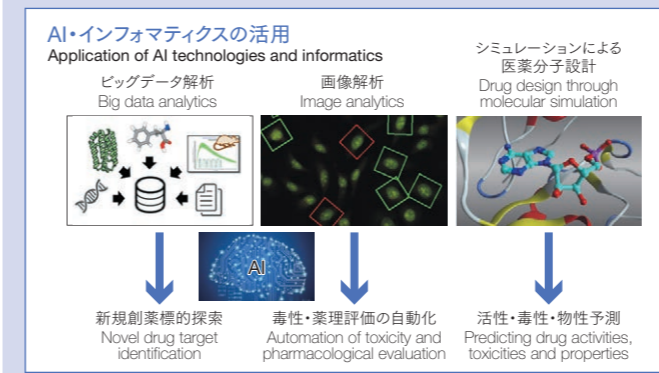 AI・インフォマティクスの活用
Application of AI technologies and informatics
ビッグデータ解析
Big data analytics
画像解析
Image analytics
シミュレーションによる
医薬分子設計
Drug design through
molecular simulation
AI
新規創薬標的探索
Novel drug target
identification
毒性・薬理評価の自動化
Automation of toxicity and
pharmacological evaluation
活性・毒性・物性予測
Predicting drug activities,
toxicities and properties